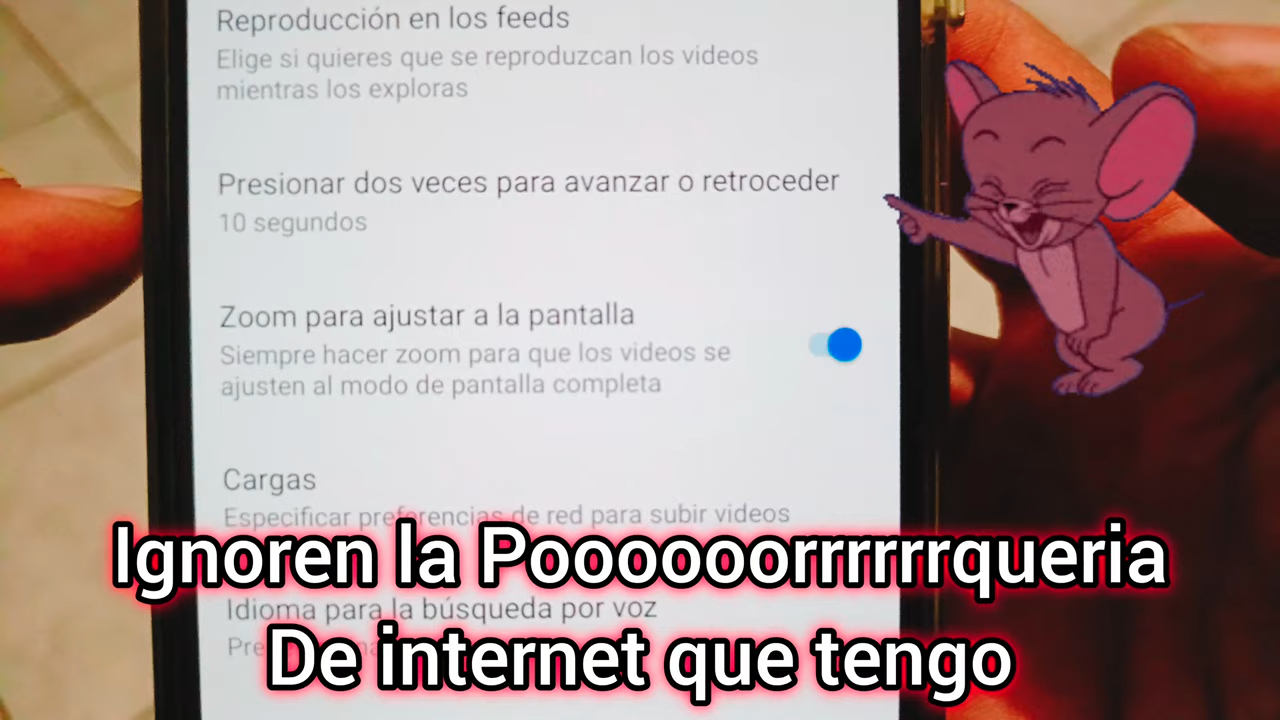 Reproducción en los feeds
Elige si quieres que se reproduzcan los videos
mientras los exploras
Presionar dos veces para avanzar o retroceder
10 segundos
Zoom para ajustar a la pantalla
Siempre hacer zoom para que los videos se
ajusten al modo de pantalla completa
Cargas
Especificar preferencias de red para subir videos
Ignoren la Poooooorrrrrrrqueria
Idioma para la búsqueda por voz
De internet que tengo